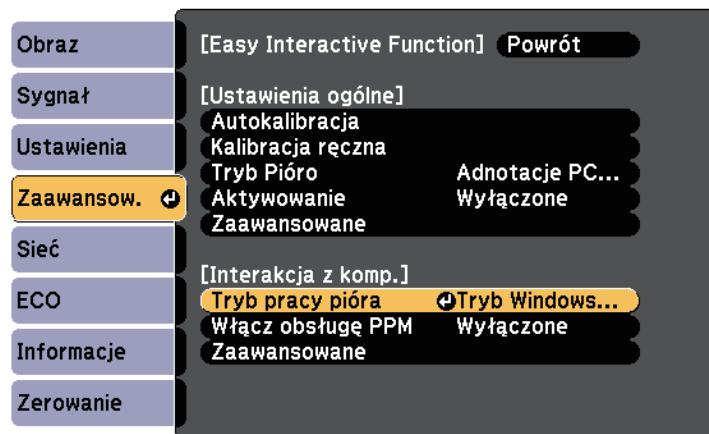 Obraz
Sygnał
Ustawienia
Zaawansow.
Sieć
ECO
Informacje
Zerowanie
[Easy Interactive Function] Powrót
[Ustawienia ogólne]
Autokalibracja
Kalibracja ręczna
Tryb Pióro Adnotacje PC...
Aktywowanie Wyłączone
Zaawansowane
[Interakcja z komp.]
Tryb pracy pióra Tryb Windows...
Włącz obsługę PPM Wyłączone
Zaawansowane